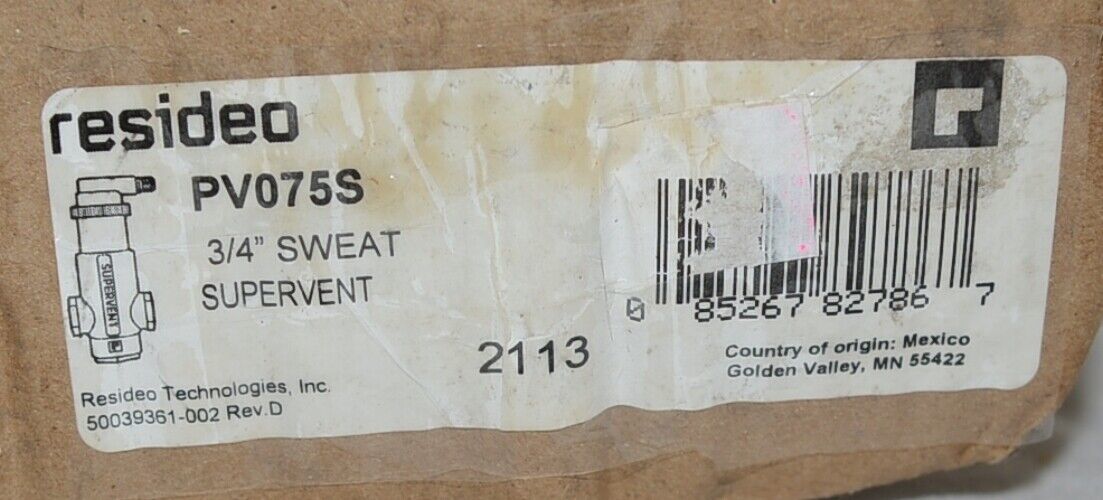 resideo
PV075S
3/4" SWEAT
SUPERVENT
SUPERVENT
2113
0 85267 82786 7
Country of origin: Mexico
Golden Valley, MN 55422
Resideo Technologies, Inc.
50039361-002 Rev.D